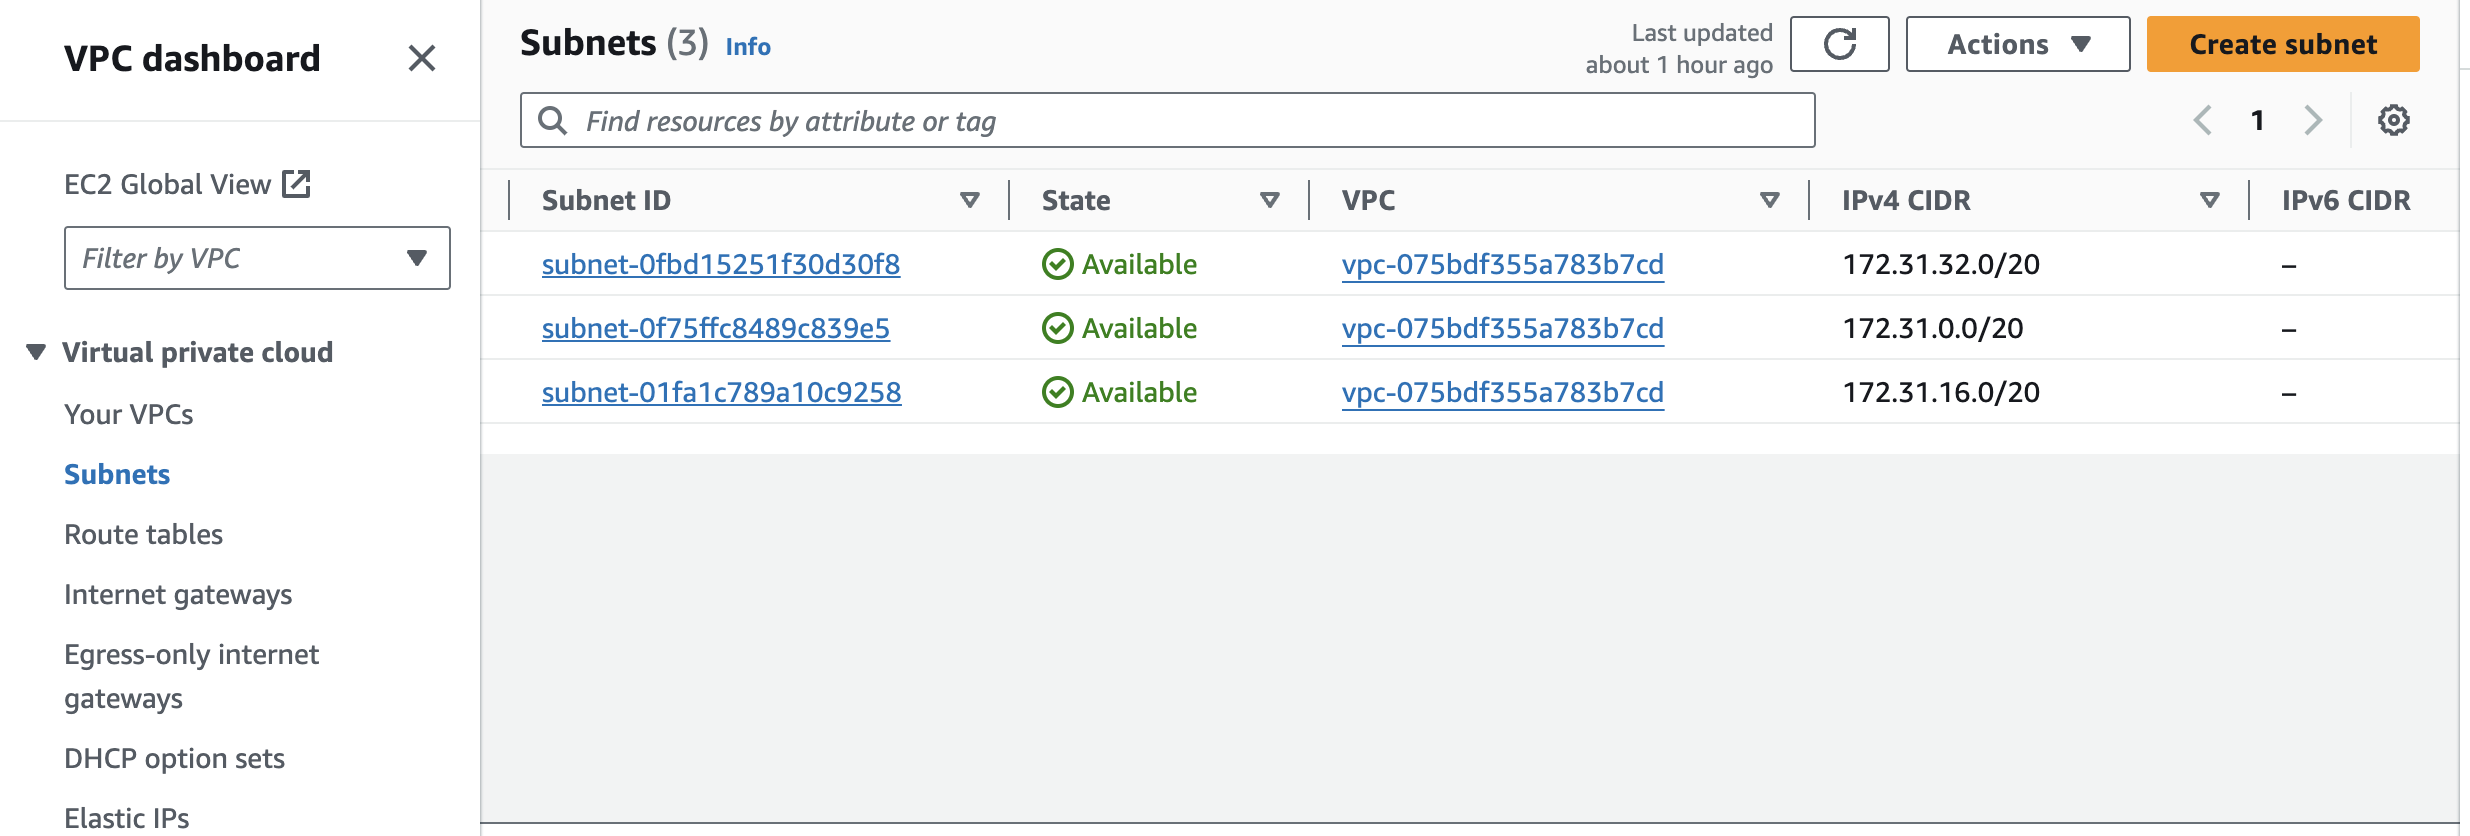 VPC dashboard
EC2 Global View
Filter by VPC
Virtual private cloud
Your VPCs
Subnets
Route tables
Internet gateways
Egress-only internet
gateways
DHCP option sets
Elastic IPs
Subnets (3) Info
Last updated
about 1 hour ago
Actions
Create subnet
Find resources by attribute or tag
1
Subnet ID State VPC IPv4 CIDR IPv6 CIDR
subnet-0fbd15251f30d30f8 Available vpc-075bdf355a783b7cd 172.31.32.0/20 –
subnet-0f75ffc8489c839e5 Available vpc-075bdf355a783b7cd 172.31.0.0/20 –
subnet-01fa1c789a10c9258 Available vpc-075bdf355a783b7cd 172.31.16.0/20 –